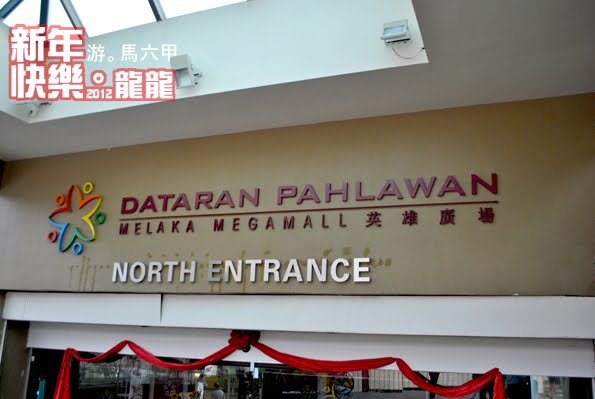 新年 游。馬六甲
快樂。2012 龍龍
DATARAN PAHLAWAN
MELAKA MEGAMALL 英雄廣場
NORTH ENTRANCE